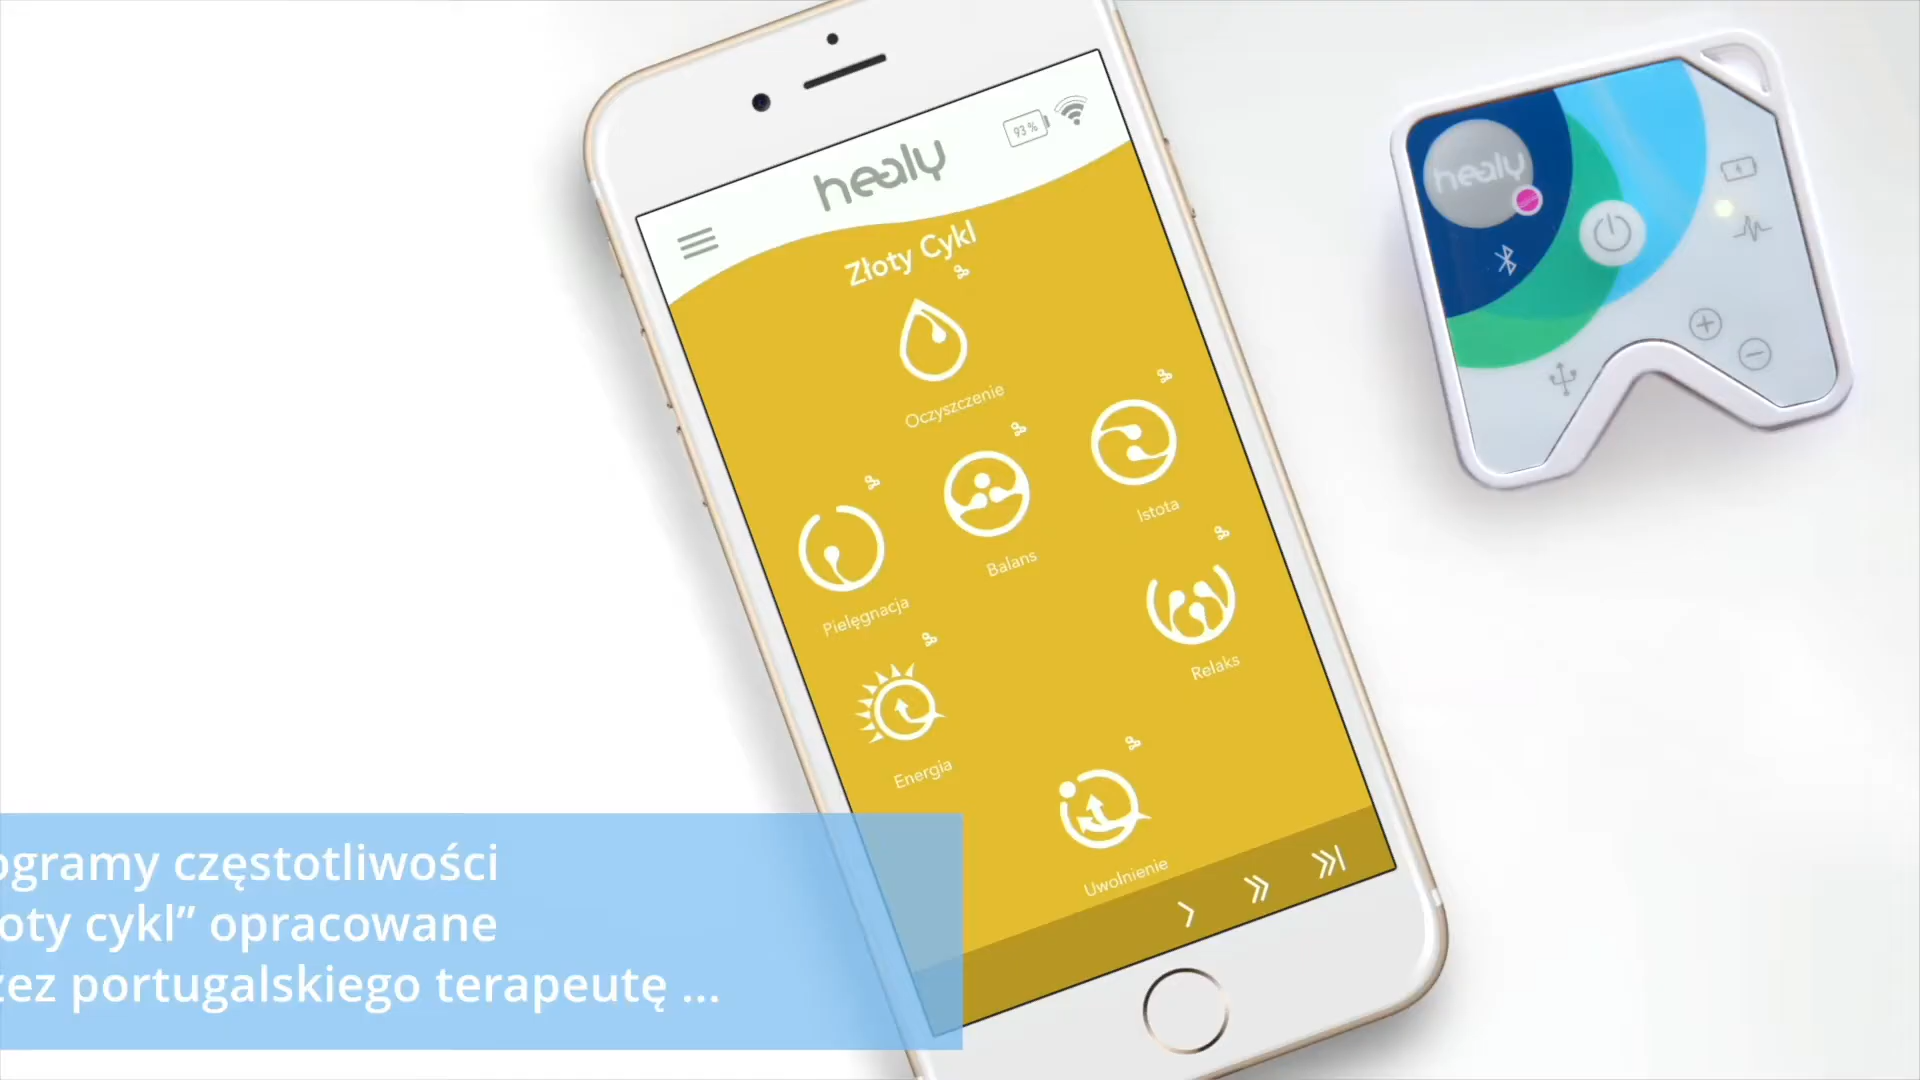 93 %
healy
Złoty Cykl
Oczyszczenie
Istota
Balans
Pielęgnacja
Relaks
Energia
Uwolnienie
healy
ogramy częstotliwości
oty cykl” opracowane
zez portugalskiego terapeutę ...